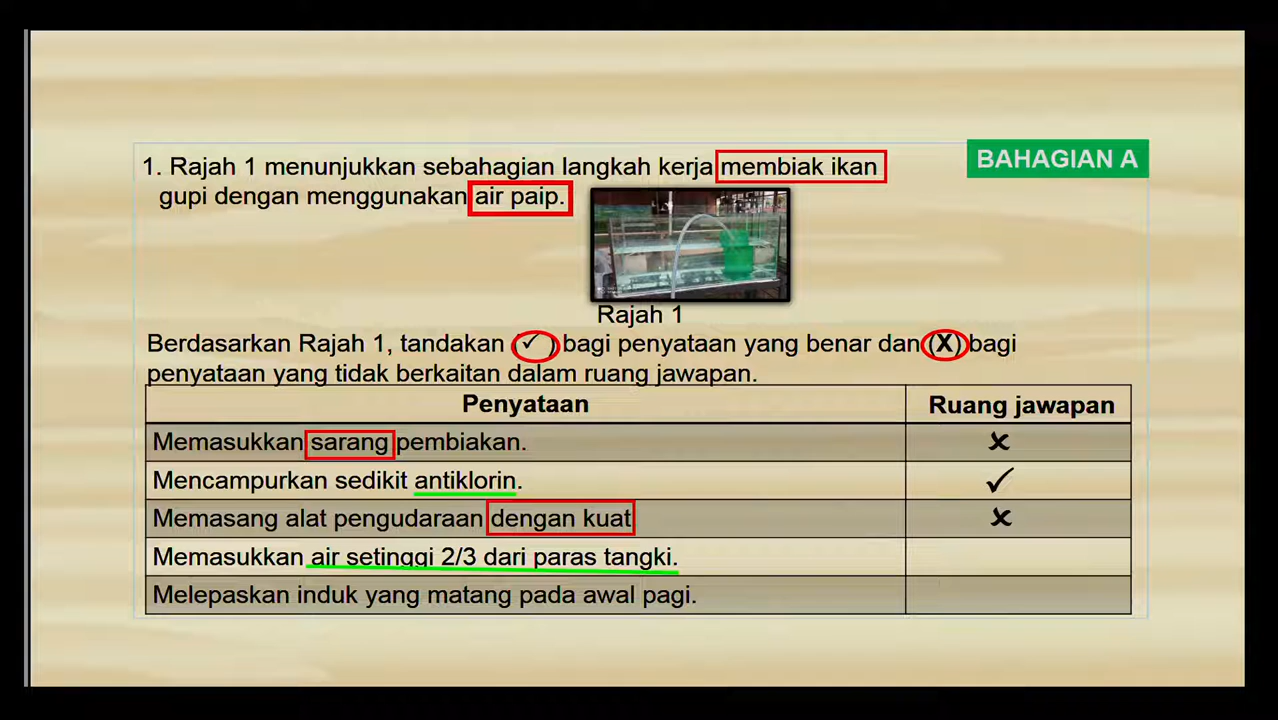 BAHAGIAN A
1. Rajah 1 menunjukkan sebahagian langkah kerja membiak ikan
gupi dengan menggunakan air paip.
Rajah 1
Berdasarkan Rajah 1, tandakan (✓) bagi penyataan yang benar dan (X) bagi
penyataan yang tidak berkaitan dalam ruang jawapan.
Penyataan Ruang jawapan
Memasukkan sarang pembiakan. ✗
Mencampurkan sedikit antiklorin. ✓
Memasang alat pengudaraan dengan kuat ✗
Memasukkan air setinggi 2/3 dari paras tangki.
Melepaskan induk yang matang pada awal pagi.